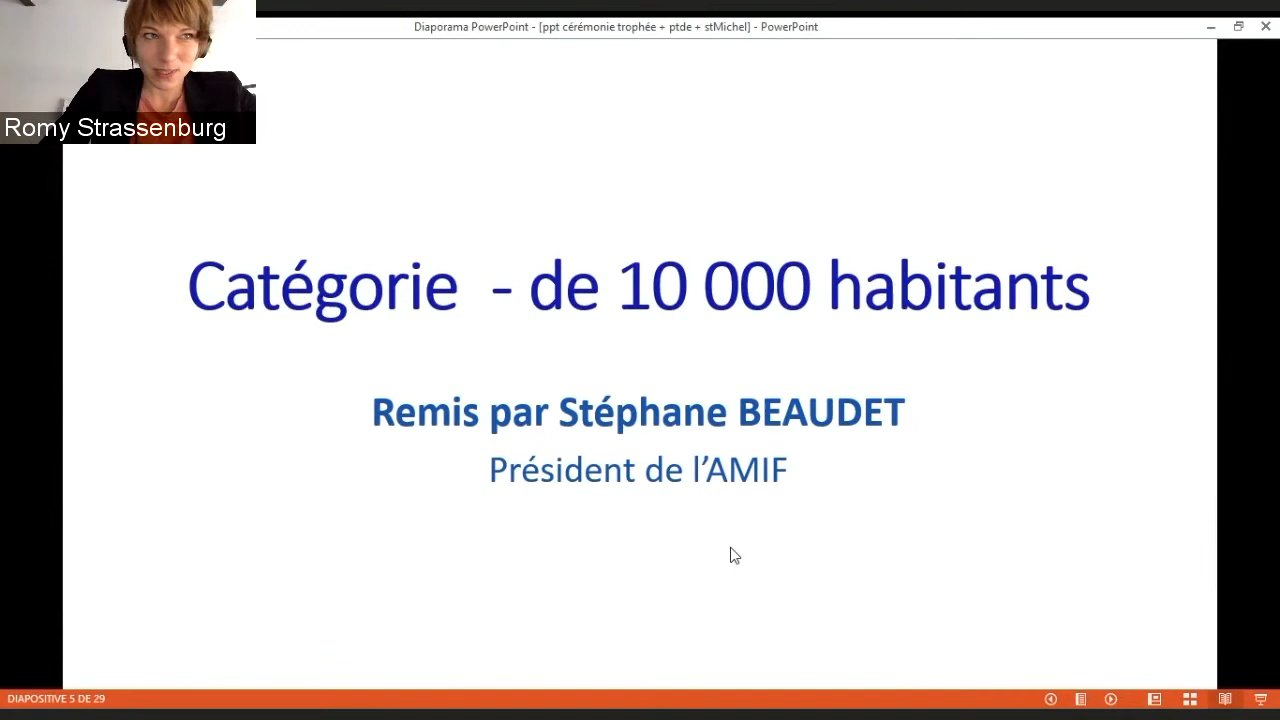 Diaporama PowerPoint - [ppt cérémonie trophée + ptde + stMichel] - PowerPoint
Romy Strassenburg
Catégorie - de 10 000 habitants
Remis par Stéphane BEAUDET
Président de l’AMIF
DIAPOSITIVE 5 DE 29